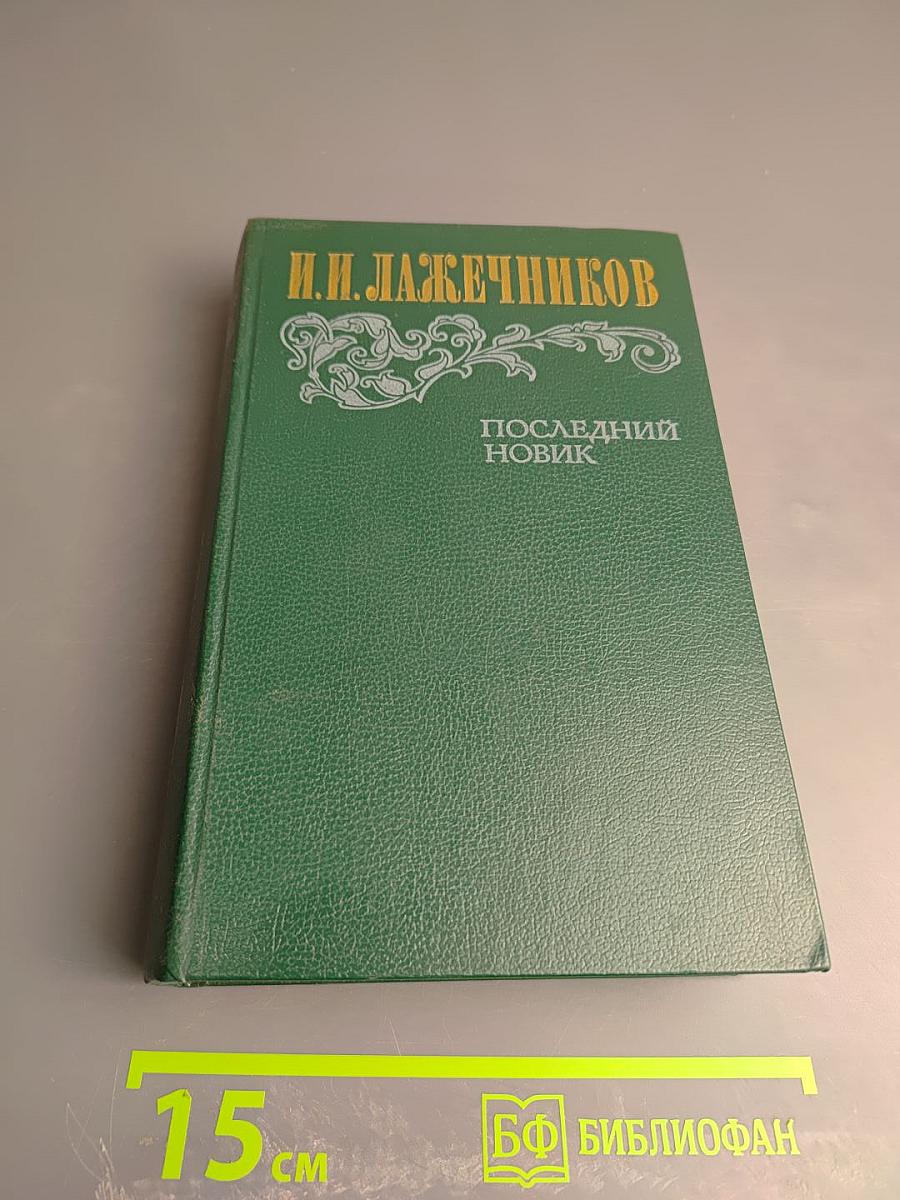 И. И. ЛАЖЕЧНИКОВ
ПОСЛЕДНИЙ
НОВИК
15 см
БФ БИБЛИОФАН